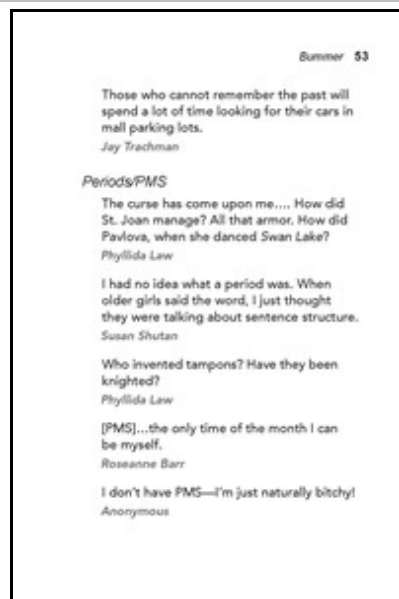 Bummer 53
Those who cannot remember the past will
spend a lot of time looking for their cars in
mall parking lots.
Jay Trachman
Periods/PMS
The curse has come upon me.... How did
St. Joan manage? All that armor. How did
Pavlova, when she danced Swan Lake?
Phyllida Law
I had no idea what a period was. When
older girls said the word, I just thought
they were talking about sentence structure.
Susan Shutan
Who invented tampons? Have they been
knighted?
Phyllida Law
[PMS]...the only time of the month I can
be myself.
Roseanne Barr
I don't have PMS—I'm just naturally bitchy!
Anonymous